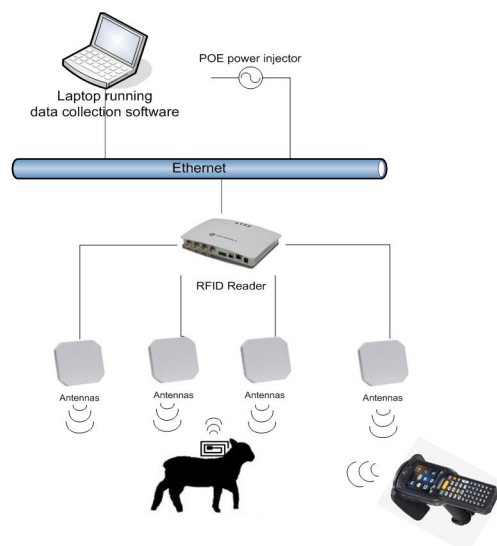 POE power injector
Laptop running
data collection software
Ethernet
RFID Reader
Antennas
Antennas
Antennas
Antennas